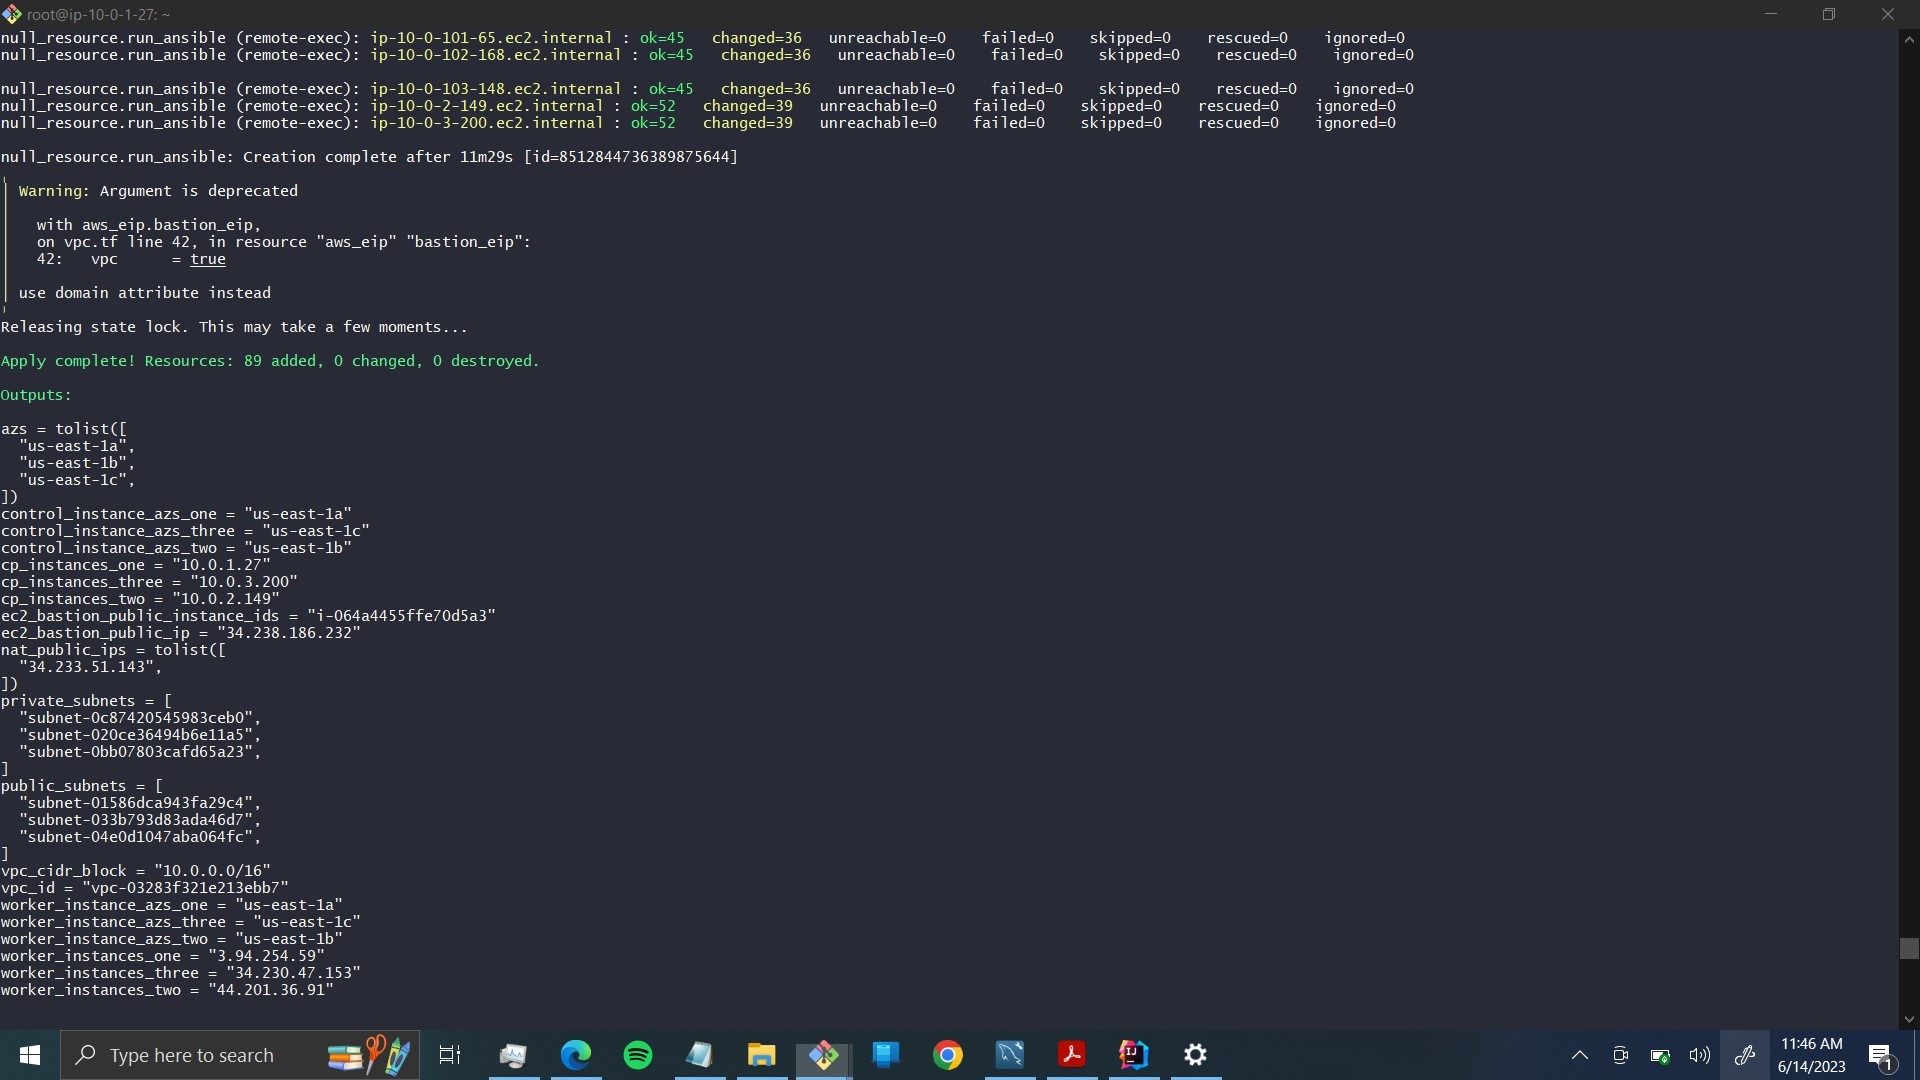 root@ip-10-0-1-27: ~
null_resource.run_ansible (remote-exec): ip-10-0-101-65.ec2.internal : ok=45   changed=36   unreachable=0    failed=0    skipped=0    rescued=0    ignored=0
null_resource.run_ansible (remote-exec): ip-10-0-102-168.ec2.internal : ok=45   changed=36   unreachable=0    failed=0    skipped=0    rescued=0    ignored=0
null_resource.run_ansible (remote-exec): ip-10-0-103-148.ec2.internal : ok=45   changed=36   unreachable=0    failed=0    skipped=0    rescued=0    ignored=0
null_resource.run_ansible (remote-exec): ip-10-0-2-149.ec2.internal : ok=52   changed=39   unreachable=0    failed=0    skipped=0    rescued=0    ignored=0
null_resource.run_ansible (remote-exec): ip-10-0-3-200.ec2.internal : ok=52   changed=39   unreachable=0    failed=0    skipped=0    rescued=0    ignored=0
null_resource.run_ansible: Creation complete after 11m29s [id=8512844736389875644]
Warning: Argument is deprecated
with aws_eip.bastion_eip,
on vpc.tf line 42, in resource "aws_eip" "bastion_eip":
42:   vpc      = true
use domain attribute instead
Releasing state lock. This may take a few moments...
Apply complete! Resources: 89 added, 0 changed, 0 destroyed.
Outputs:
azs = tolist([
  "us-east-1a",
  "us-east-1b",
  "us-east-1c",
])
control_instance_azs_one = "us-east-1a"
control_instance_azs_three = "us-east-1c"
control_instance_azs_two = "us-east-1b"
cp_instances_one = "10.0.1.27"
cp_instances_three = "10.0.3.200"
cp_instances_two = "10.0.2.149"
ec2_bastion_public_instance_ids = "i-064a4455ffe70d5a3"
ec2_bastion_public_ip = "34.238.186.232"
nat_public_ips = tolist([
  "34.233.51.143",
])
private_subnets = [
  "subnet-0c87420545983ceb0",
  "subnet-020ce36494b6e11a5",
  "subnet-0bb07803cafd65a23",
]
public_subnets = [
  "subnet-01586dca943fa29c4",
  "subnet-033b793d83ada46d7",
  "subnet-04e0d1047aba064fc",
]
vpc_cidr_block = "10.0.0.0/16"
vpc_id = "vpc-03283f321e213ebb7"
worker_instance_azs_one = "us-east-1a"
worker_instance_azs_three = "us-east-1c"
worker_instance_azs_two = "us-east-1b"
worker_instances_one = "3.94.254.59"
worker_instances_three = "34.230.47.153"
worker_instances_two = "44.201.36.91"
Type here to search
IJ
11:46 AM
6/14/2023
1